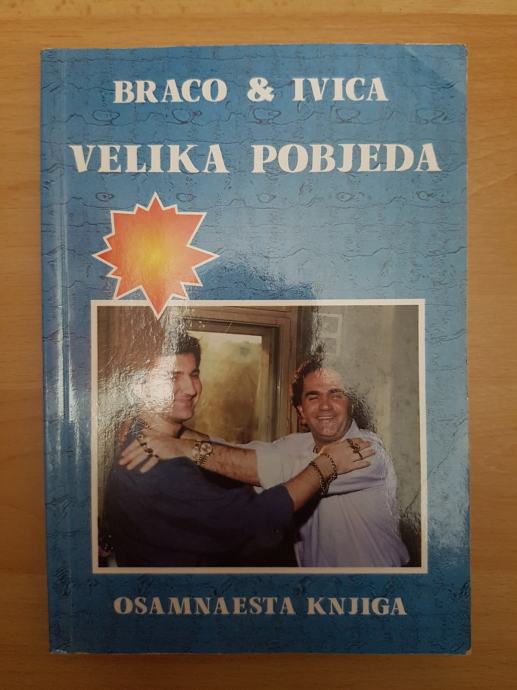 BRACO & IVICA
VELIKA POBJEDA
OSAMNAESTA KNJIGA